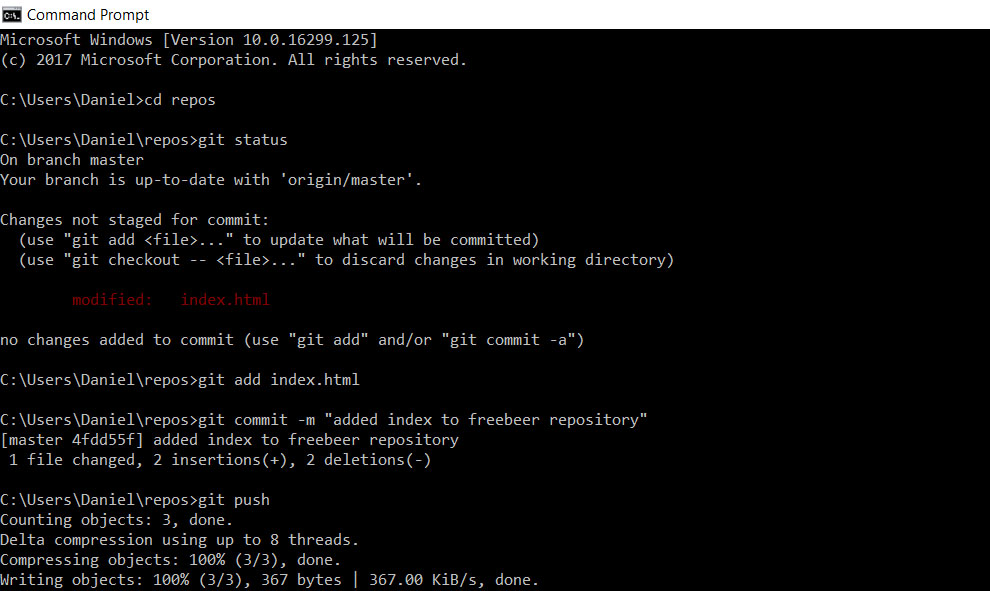 Command Prompt
Microsoft Windows [Version 10.0.16299.125]
(c) 2017 Microsoft Corporation. All rights reserved.
C:\Users\Daniel>cd repos
C:\Users\Daniel\repos>git status
On branch master
Your branch is up-to-date with 'origin/master'.
Changes not staged for commit:
  (use "git add <file>..." to update what will be committed)
  (use "git checkout -- <file>..." to discard changes in working directory)
        modified:   index.html
no changes added to commit (use "git add" and/or "git commit -a")
C:\Users\Daniel\repos>git add index.html
C:\Users\Daniel\repos>git commit -m "added index to freebeer repository"
[master 4fdd55f] added index to freebeer repository
 1 file changed, 2 insertions(+), 2 deletions(-)
C:\Users\Daniel\repos>git push
Counting objects: 3, done.
Delta compression using up to 8 threads.
Compressing objects: 100% (3/3), done.
Writing objects: 100% (3/3), 367 bytes | 367.00 KiB/s, done.